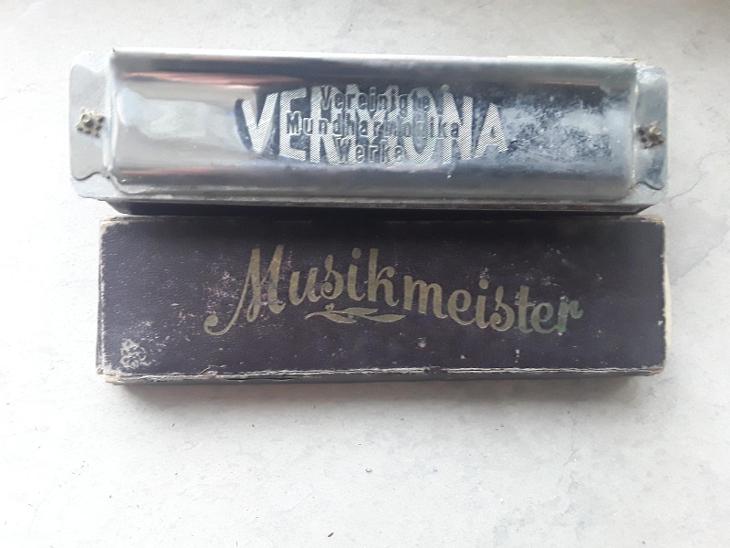 VERMONA
Vereinigte
Mundharmonika
Werke
Musikmeister